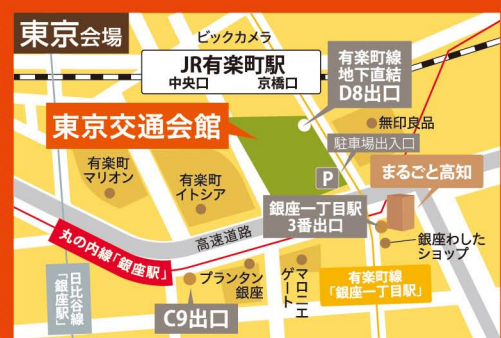 東京会場
ビックカメラ
JR有楽町駅
中央口 京橋口
有楽町線
地下直結
D8出口
東京交通会館
無印良品
駐車場出入口
P
まるごと高知
有楽町
マリオン
有楽町
イトシア
銀座一丁目駅
3番出口
銀座わした
ショップ
高速道路
丸の内線「銀座駅」
プランタン
銀座
マロニエ
ゲート
有楽町線
「銀座一丁目駅」
日比谷線
「銀座駅」
C9出口